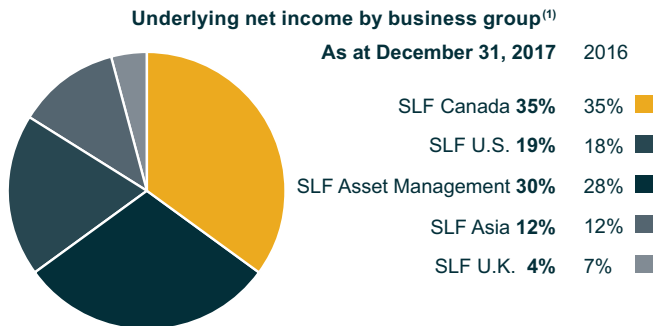 Underlying net income by business group(1)
As at December 31, 2017 2016
SLF Canada 35% 35%
SLF U.S. 19% 18%
SLF Asset Management 30% 28%
SLF Asia 12% 12%
SLF U.K. 4% 7%